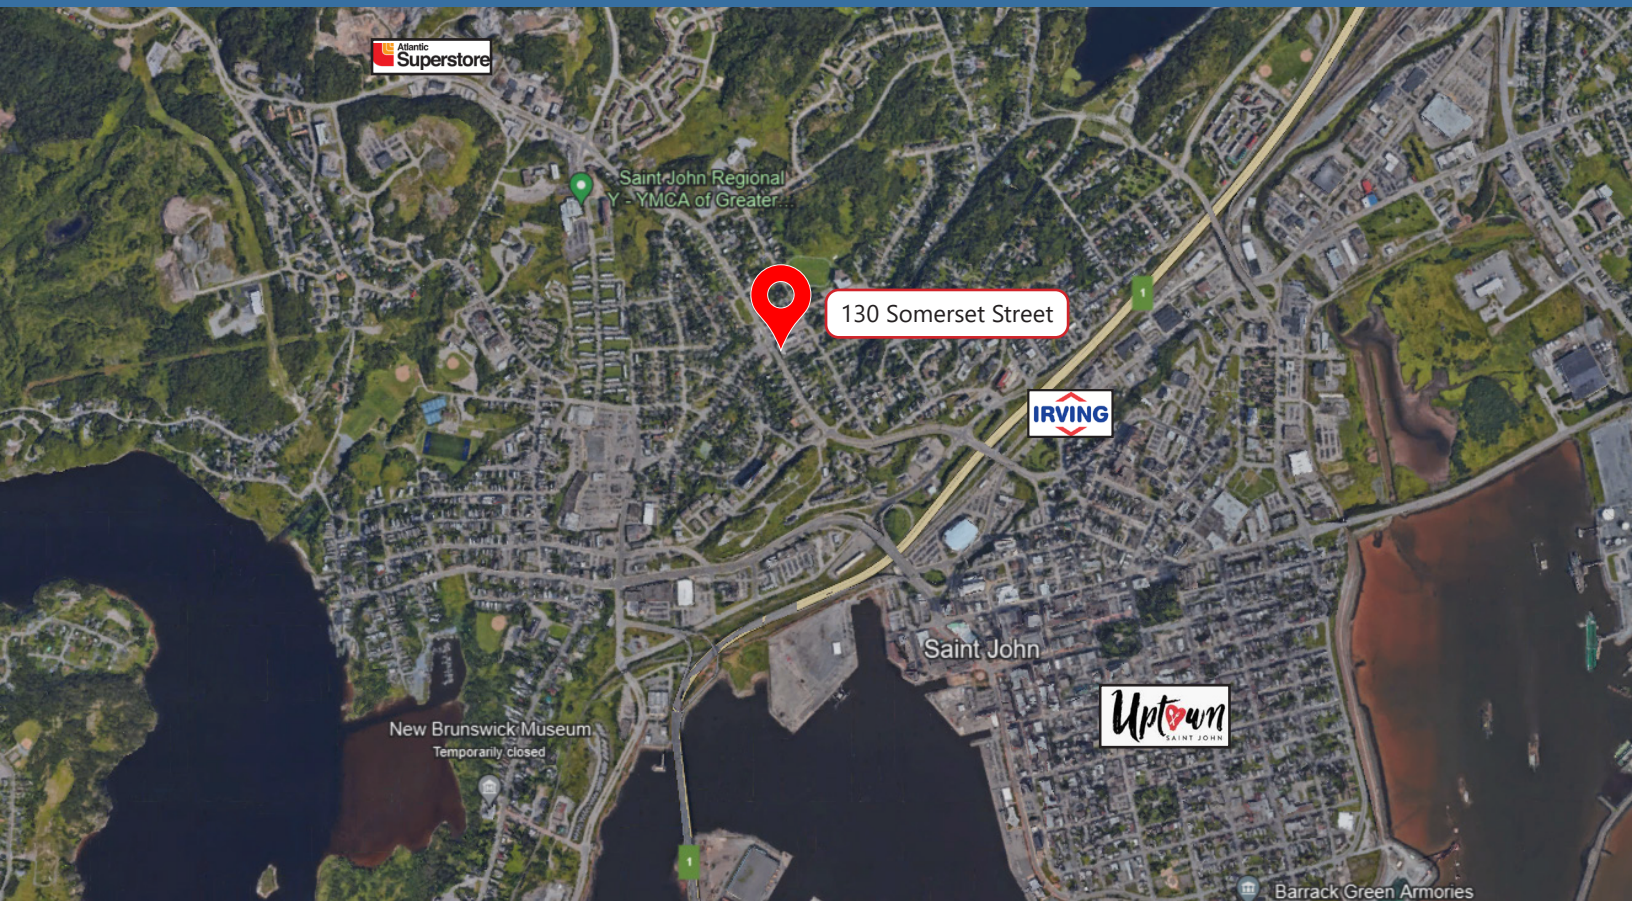 Atlantic
Superstore
Saint John Regional
Y - YMCA of Greater...
130 Somerset Street
1
IRVING
Saint John
Uptown
SAINT JOHN
New Brunswick Museum
Temporarily closed
1
Barrack Green Armories